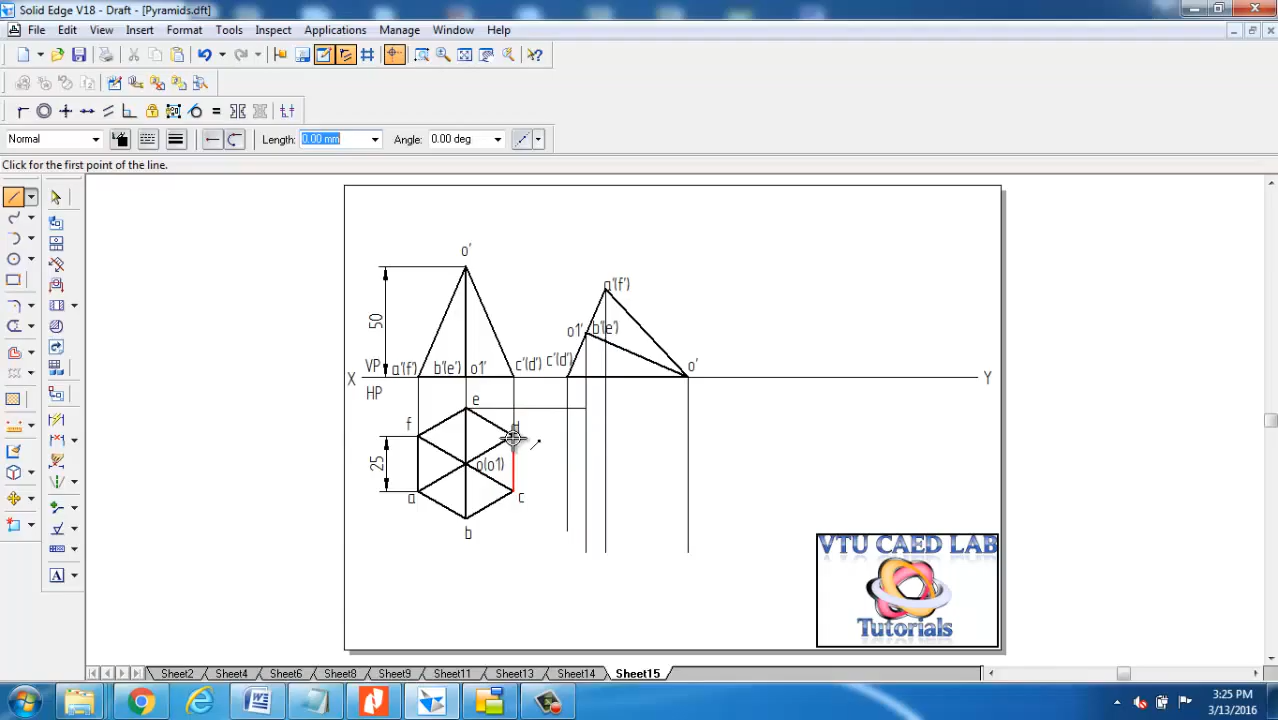 Solid Edge V18 - Draft - [Pyramids.dft]
File Edit View Insert Format Tools Inspect Applications Manage Window Help
Normal Length: 0.00 mm Angle: 0.00 deg
Click for the first point of the line.
o'
a'(f')
50
o1' b'(e')
VP a'(f') b'(e') o1' c'(d') c'(d') o'
X Y
HP
e
f d
25 o(o1)
a c
b
VTU CAED LAB
Tutorials
Sheet2 Sheet4 Sheet6 Sheet8 Sheet9 Sheet11 Sheet14 Sheet15
3:25 PM
3/13/2016